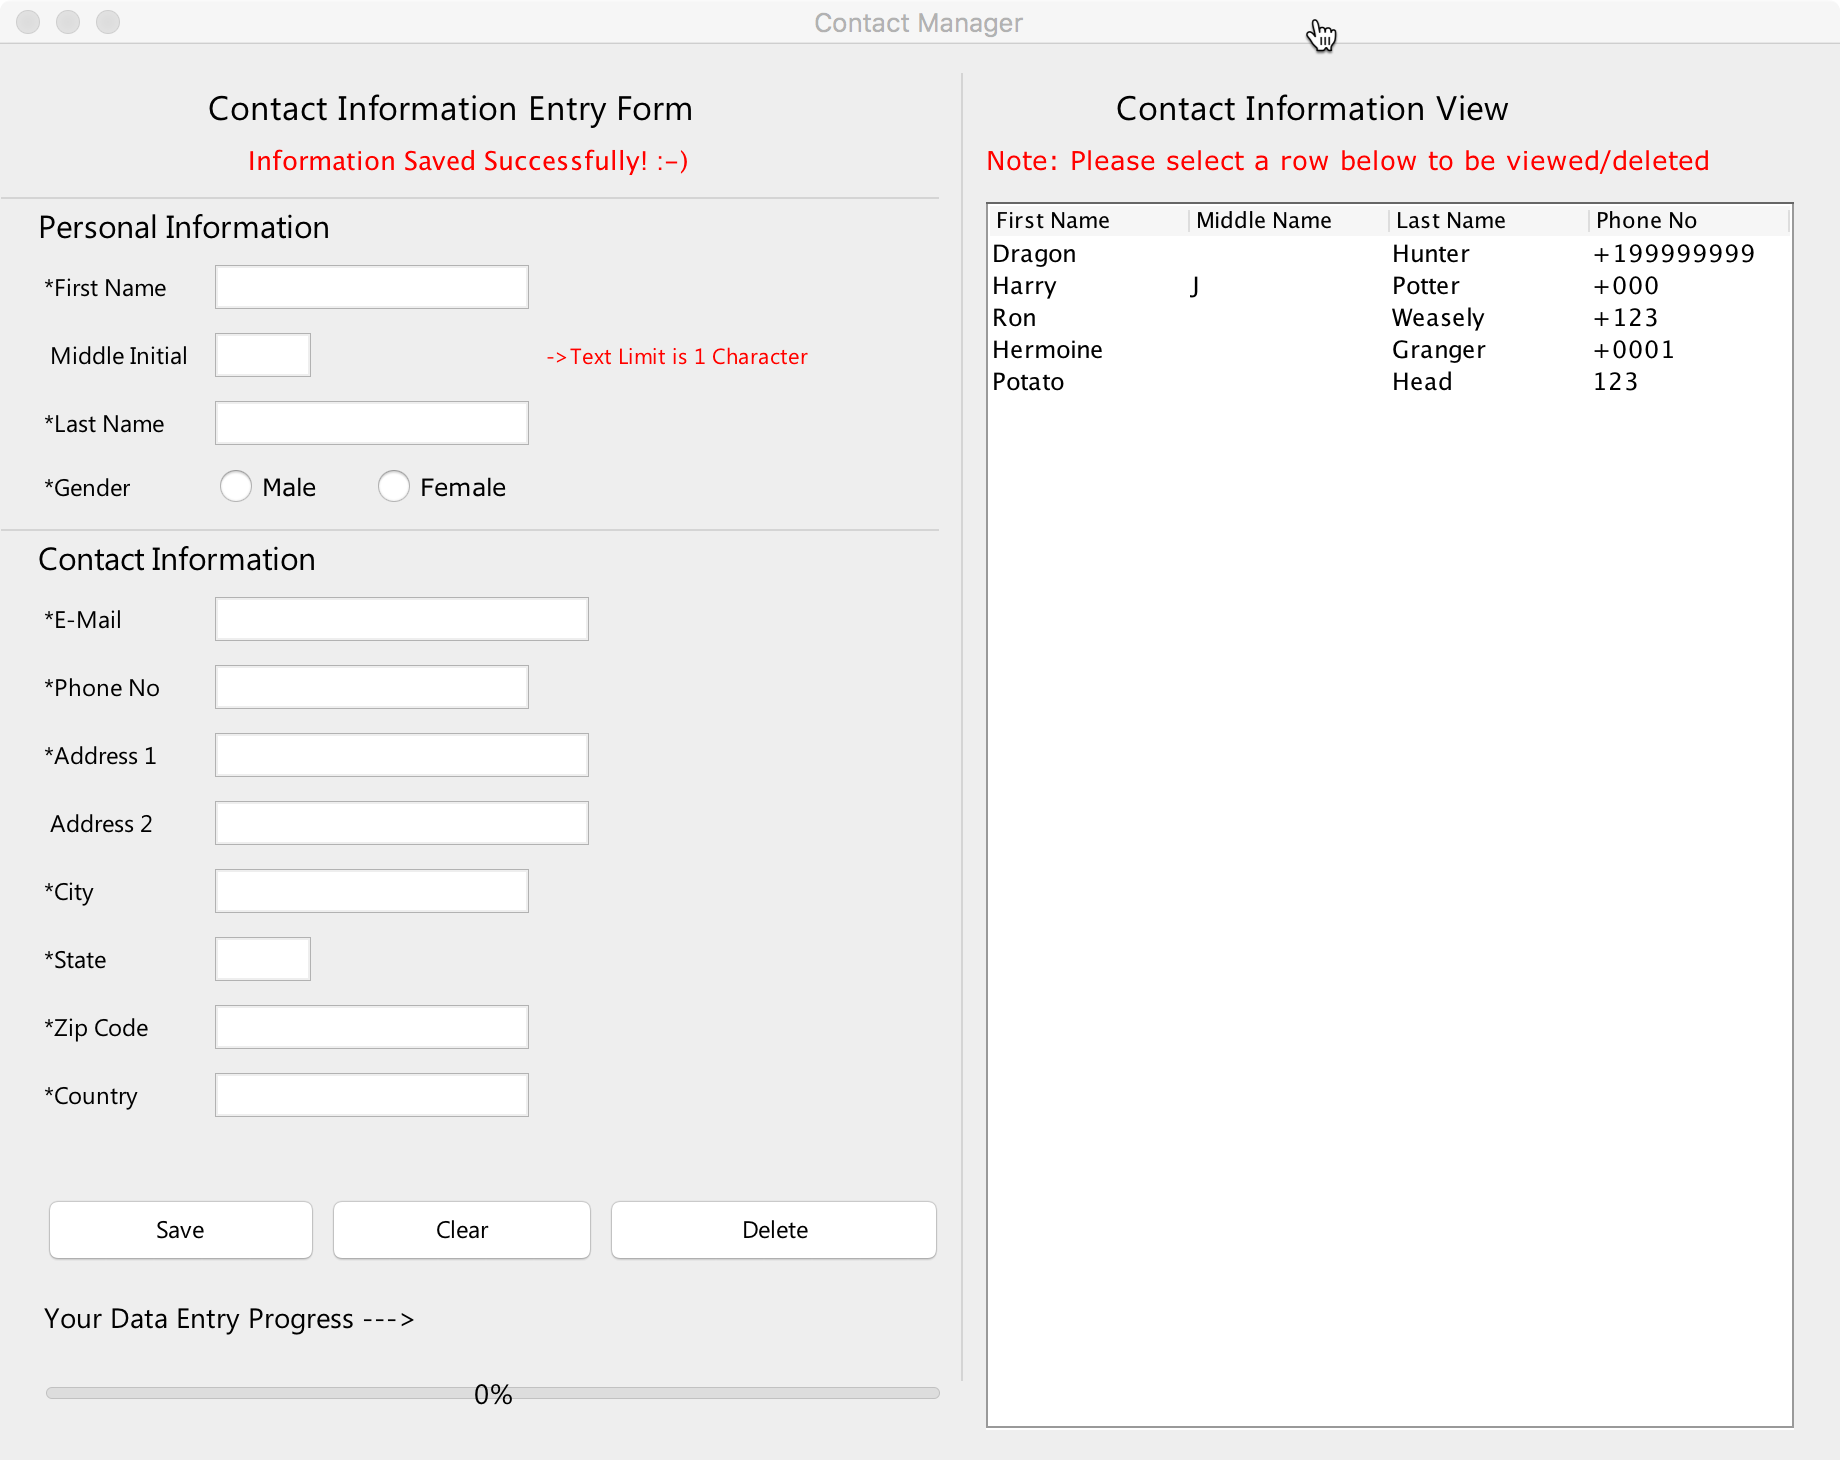 Contact Manager
Contact Information Entry Form
Information Saved Successfully! :-)
Personal Information
*First Name
Middle Initial
->Text Limit is 1 Character
*Last Name
*Gender Male Female
Contact Information
*E-Mail
*Phone No
*Address 1
Address 2
*City
*State
*Zip Code
*Country
Save Clear Delete
Your Data Entry Progress --->
0%
Contact Information View
Note: Please select a row below to be viewed/deleted
First Name Middle Name Last Name Phone No
Dragon Hunter +199999999
Harry J Potter +000
Ron Weasely +123
Hermoine Granger +0001
Potato Head 123